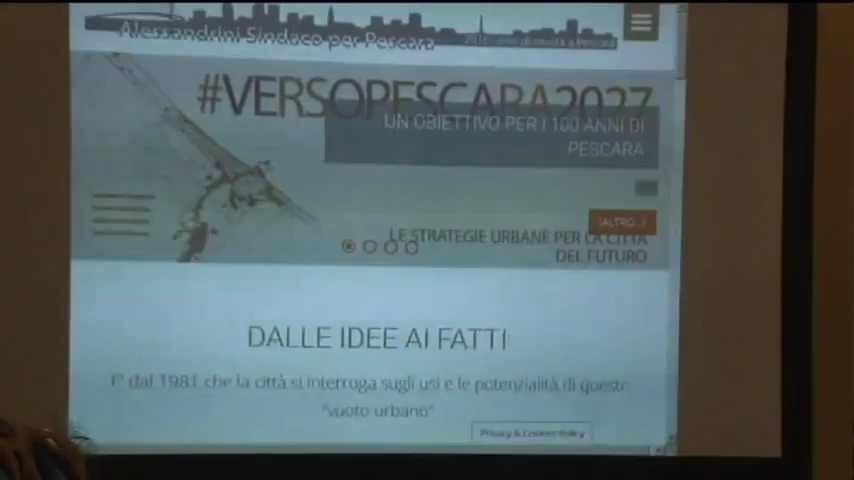 Alessandrini Sindaco per Pescara
#VERSOPESCARA2027
UN OBIETTIVO PER I 100 ANNI DI
PESCARA
(ALTRO...)
LE STRATEGIE URBANE PER LA CITTÀ
DEL FUTURO
DALLE IDEE AI FATTI
dal 1981 che la città si interroga sugli usi e le potenzialità di queste
"vuoto urbano"
Privacy & Cookies Policy